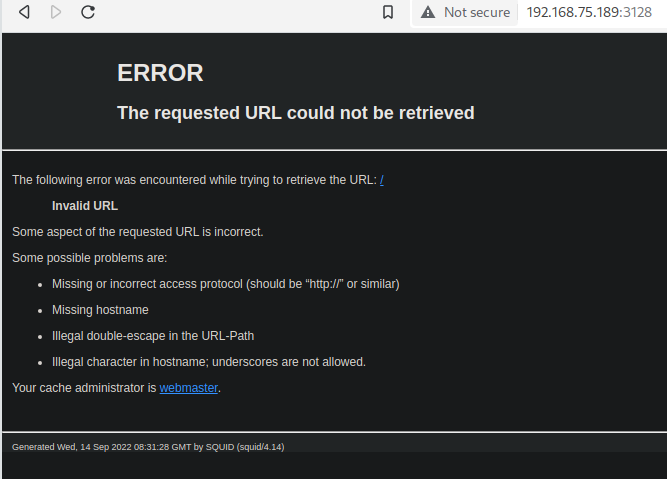 Not secure 192.168.75.189:3128
ERROR
The requested URL could not be retrieved
The following error was encountered while trying to retrieve the URL: /
Invalid URL
Some aspect of the requested URL is incorrect.
Some possible problems are:
Missing or incorrect access protocol (should be “http://” or similar)
Missing hostname
Illegal double-escape in the URL-Path
Illegal character in hostname; underscores are not allowed.
Your cache administrator is webmaster.
Generated Wed, 14 Sep 2022 08:31:28 GMT by SQUID (squid/4.14)